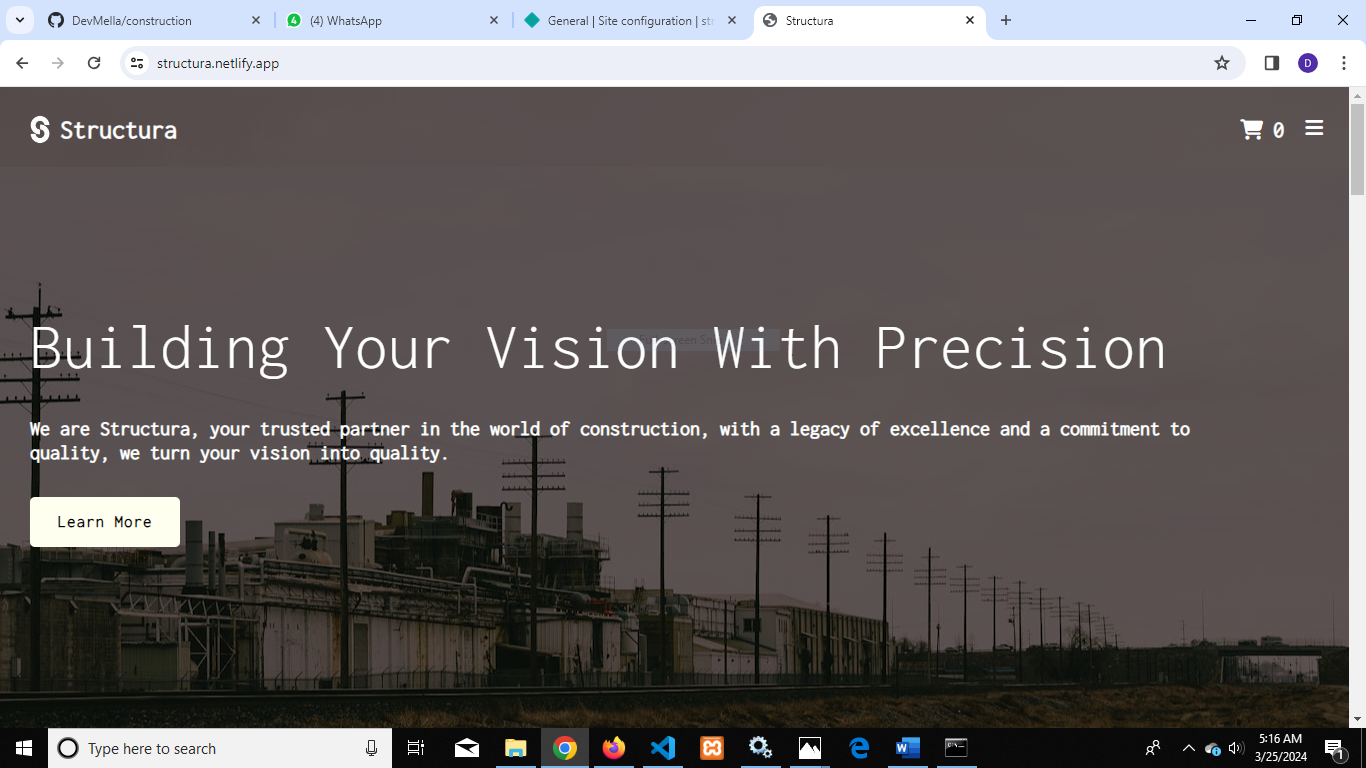 DevMella/construction
4
(4) WhatsApp
General | Site configuration | str
Structura
structura.netlify.app
D
Structura
0
Building Your Vision With Precision
We are Structura, your trusted partner in the world of construction, with a legacy of excellence and a commitment to
quality, we turn your vision into quality.
Learn More
Type here to search
5:16 AM
3/25/2024
1